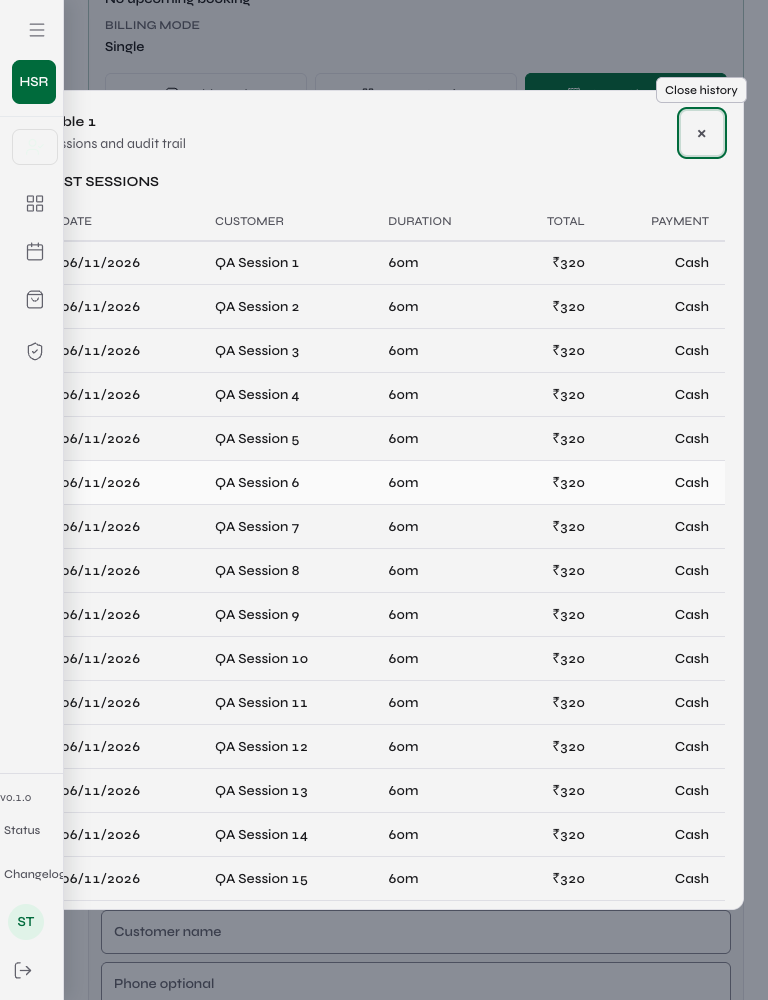 No upcoming booking
BILLING MODE
Single
HSR
Close history
ble 1
ssions and audit trail
×
ST SESSIONS
DATE CUSTOMER DURATION TOTAL PAYMENT
06/11/2026 QA Session 1 60m ₹320 Cash
06/11/2026 QA Session 2 60m ₹320 Cash
06/11/2026 QA Session 3 60m ₹320 Cash
06/11/2026 QA Session 4 60m ₹320 Cash
06/11/2026 QA Session 5 60m ₹320 Cash
06/11/2026 QA Session 6 60m ₹320 Cash
06/11/2026 QA Session 7 60m ₹320 Cash
06/11/2026 QA Session 8 60m ₹320 Cash
06/11/2026 QA Session 9 60m ₹320 Cash
06/11/2026 QA Session 10 60m ₹320 Cash
06/11/2026 QA Session 11 60m ₹320 Cash
06/11/2026 QA Session 12 60m ₹320 Cash
06/11/2026 QA Session 13 60m ₹320 Cash
06/11/2026 QA Session 14 60m ₹320 Cash
06/11/2026 QA Session 15 60m ₹320 Cash
v0.1.0
Status
Changelog
ST
Customer name
Phone optional